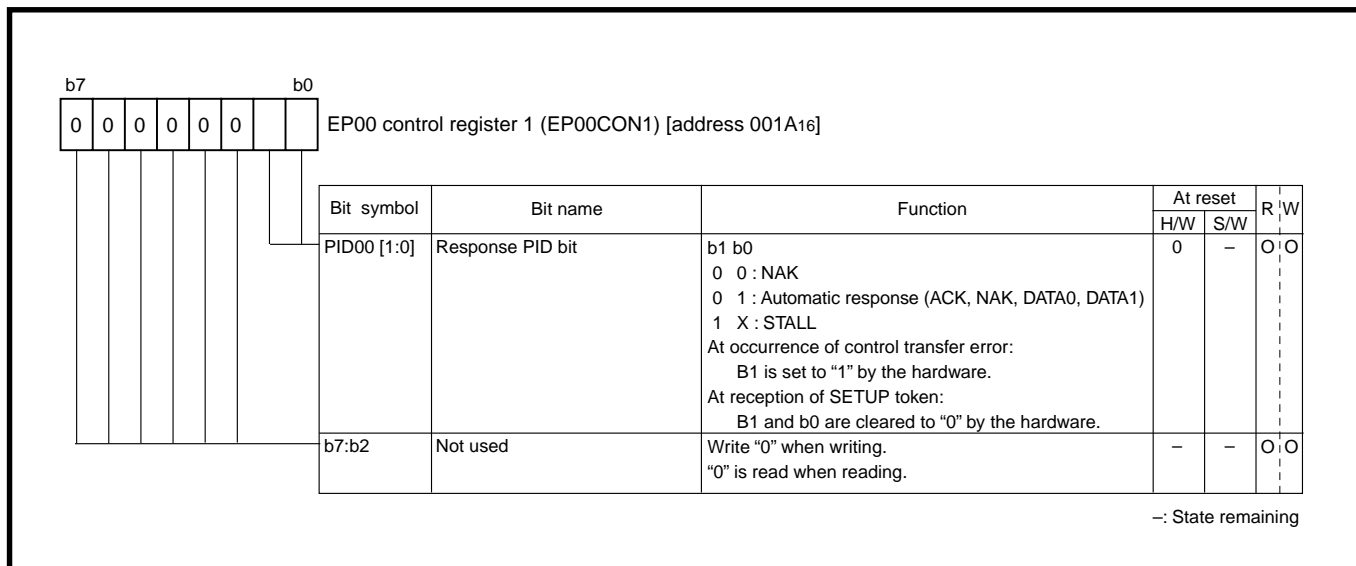 b7 b0
0 0 0 0 0 0 EP00 control register 1 (EP00CON1) [address 001A16]
Bit symbol Bit name Function At reset R W
H/W S/W
PID00 [1:0] Response PID bit b1 b0 0 – O O
0 0 : NAK
0 1 : Automatic response (ACK, NAK, DATA0, DATA1)
1 X : STALL
At occurrence of control transfer error:
B1 is set to “1” by the hardware.
At reception of SETUP token:
B1 and b0 are cleared to “0” by the hardware.
b7:b2 Not used Write “0” when writing. – – O O
“0” is read when reading.
–: State remaining